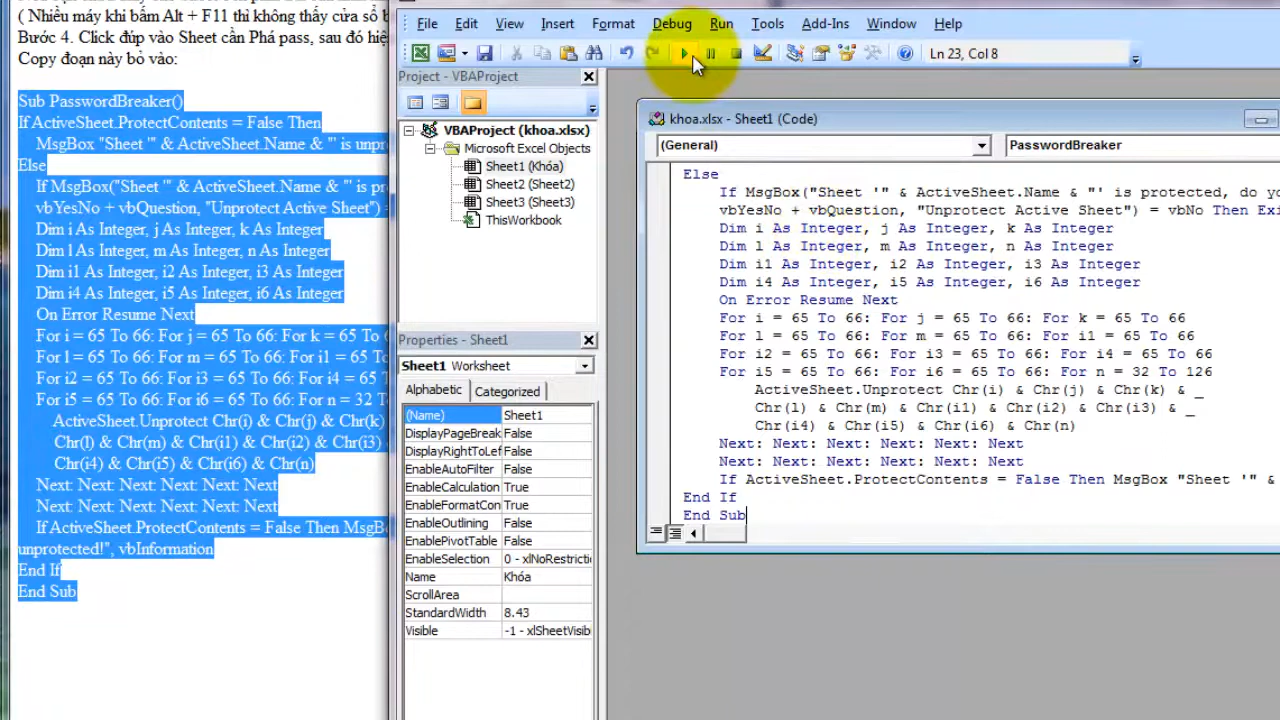 ( Nhiều máy khi bấm Alt + F11 thì không thấy cửa sổ b
Bước 4. Click đúp vào Sheet cần Phá pass, sau đó hiệ
Copy đoạn này bỏ vào:
Sub PasswordBreaker()
If ActiveSheet.ProtectContents = False Then
MsgBox "Sheet '" & ActiveSheet.Name & "' is unpr
Else
If MsgBox("Sheet '" & ActiveSheet.Name & "' is pr
vbYesNo + vbQuestion, "Unprotect Active Sheet") =
Dim i As Integer, j As Integer, k As Integer
Dim l As Integer, m As Integer, n As Integer
Dim i1 As Integer, i2 As Integer, i3 As Integer
Dim i4 As Integer, i5 As Integer, i6 As Integer
On Error Resume Next
For i = 65 To 66: For j = 65 To 66: For k = 65 To 6
For l = 65 To 66: For m = 65 To 66: For i1 = 65 To
For i2 = 65 To 66: For i3 = 65 To 66: For i4 =
For i5 = 65 To 66: For i6 = 65 To 66: For n = 32 T
ActiveSheet.Unprotect Chr(i) & Chr(j) & Chr(k)
Chr(l) & Chr(m) & Chr(i1) & Chr(i2) & Chr(i3)
Chr(i4) & Chr(i5) & Chr(i6) & Chr(n)
Next: Next: Next: Next: Next: Next
Next: Next: Next: Next: Next: Next
If ActiveSheet.ProtectContents = False Then MsgBo
unprotected!", vbInformation
End If
End Sub
File Edit View Insert Format Debug Run Tools Add-Ins Window Help
Ln 23, Col 8
Project - VBAProject
VBAProject (khoa.xlsx)
Microsoft Excel Objects
Sheet1 (Khóa)
Sheet2 (Sheet2)
Sheet3 (Sheet3)
ThisWorkbook
Properties - Sheet1
Sheet1 Worksheet
Alphabetic Categorized
(Name) Sheet1
DisplayPageBreak False
DisplayRightToLef False
EnableAutoFilter False
EnableCalculation True
EnableFormatCon True
EnableOutlining False
EnablePivotTable False
EnableSelection 0 - xlNoRestricti
Name Khóa
ScrollArea
StandardWidth 8.43
Visible -1 - xlSheetVisib
khoa.xlsx - Sheet1 (Code)
(General) PasswordBreaker
Else
If MsgBox("Sheet '" & ActiveSheet.Name & "' is protected, do yo
vbYesNo + vbQuestion, "Unprotect Active Sheet") = vbNo Then Exi
Dim i As Integer, j As Integer, k As Integer
Dim l As Integer, m As Integer, n As Integer
Dim i1 As Integer, i2 As Integer, i3 As Integer
Dim i4 As Integer, i5 As Integer, i6 As Integer
On Error Resume Next
For i = 65 To 66: For j = 65 To 66: For k = 65 To 66
For l = 65 To 66: For m = 65 To 66: For i1 = 65 To 66
For i2 = 65 To 66: For i3 = 65 To 66: For i4 = 65 To 66
For i5 = 65 To 66: For i6 = 65 To 66: For n = 32 To 126
ActiveSheet.Unprotect Chr(i) & Chr(j) & Chr(k) & _
Chr(l) & Chr(m) & Chr(i1) & Chr(i2) & Chr(i3) & _
Chr(i4) & Chr(i5) & Chr(i6) & Chr(n)
Next: Next: Next: Next: Next: Next
Next: Next: Next: Next: Next: Next
If ActiveSheet.ProtectContents = False Then MsgBox "Sheet '" &
End If
End Sub